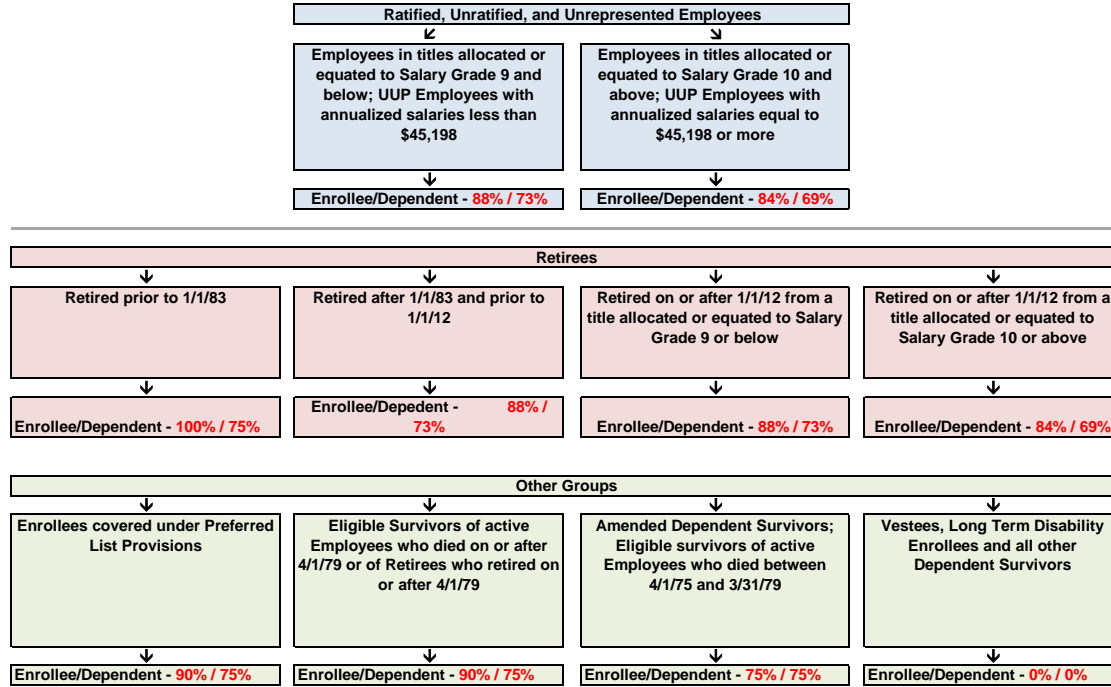 Ratified, Unratified, and Unrepresented Employees
Employees in titles allocated or
equated to Salary Grade 9 and
below; UUP Employees with
annualized salaries less than
$45,198
Employees in titles allocated or
equated to Salary Grade 10 and
above; UUP Employees with
annualized salaries equal to
$45,198 or more
Enrollee/Dependent - 88% / 73%
Enrollee/Dependent - 84% / 69%
Retirees
Retired prior to 1/1/83
Retired after 1/1/83 and prior to
1/1/12
Retired on or after 1/1/12 from a
title allocated or equated to Salary
Grade 9 or below
Retired on or after 1/1/12 from a
title allocated or equated to
Salary Grade 10 or above
Enrollee/Dependent - 100% / 75%
Enrollee/Depedent - 88% /
73%
Enrollee/Dependent - 88% / 73%
Enrollee/Dependent - 84% / 69%
Other Groups
Enrollees covered under Preferred
List Provisions
Eligible Survivors of active
Employees who died on or after
4/1/79 or of Retirees who retired on
or after 4/1/79
Amended Dependent Survivors;
Eligible survivors of active
Employees who died between
4/1/75 and 3/31/79
Vestees, Long Term Disability
Enrollees and all other
Dependent Survivors
Enrollee/Dependent - 90% / 75%
Enrollee/Dependent - 90% / 75%
Enrollee/Dependent - 75% / 75%
Enrollee/Dependent - 0% / 0%